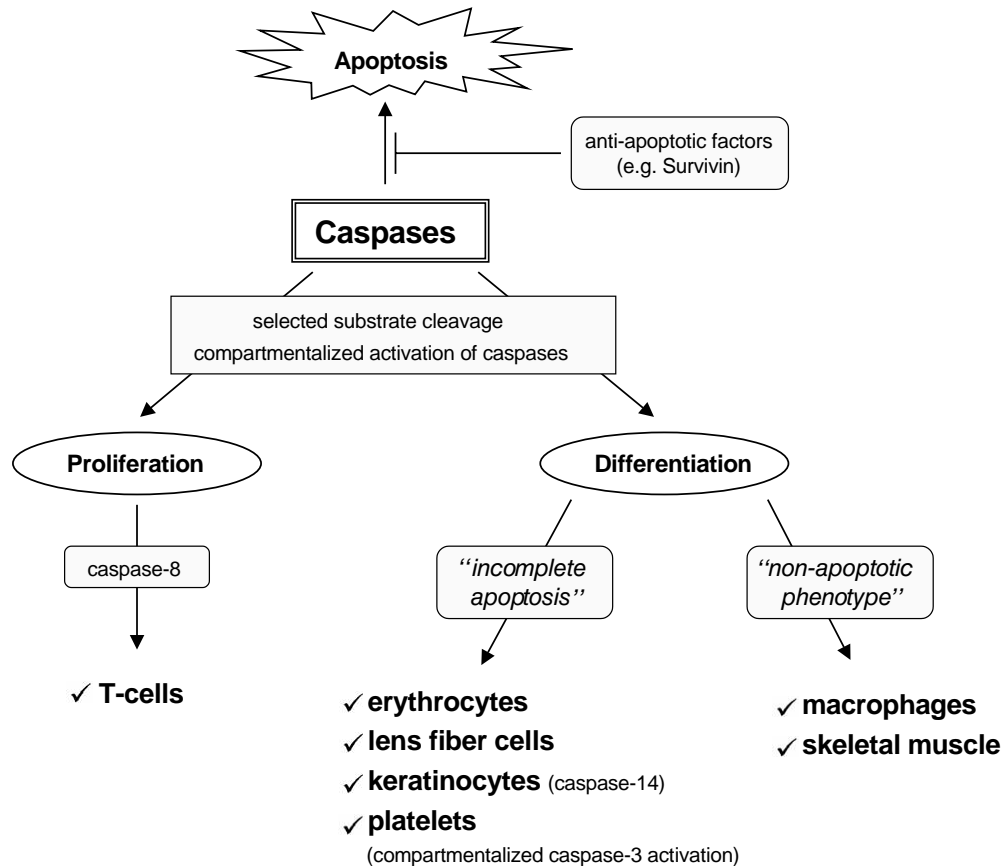 Apoptosis
anti-apoptotic factors
(e.g. Survivin)
Caspases
selected substrate cleavage
compartmentalized activation of caspases
Proliferation
Differentiation
caspase-8
‘‘incomplete
apoptosis’’
‘‘non-apoptotic
phenotype’’
✓ T-cells
✓ erythrocytes
✓ lens fiber cells
✓ keratinocytes (caspase-14)
✓ platelets
(compartmentalized caspase-3 activation)
✓ macrophages
✓ skeletal muscle